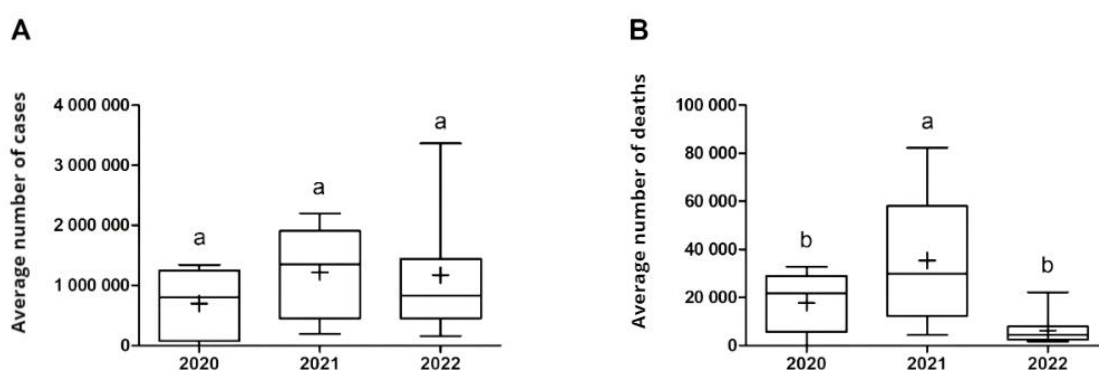 A
Average number of cases
4 000 000
3 000 000
2 000 000
1 000 000
0
a
a
a
2020
2021
2022
B
Average number of deaths
100 000
80 000
60 000
40 000
20 000
0
b
a
b
2020
2021
2022